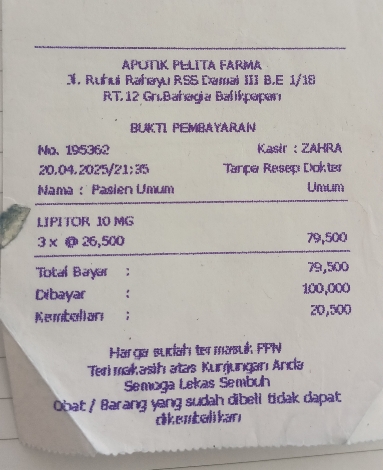 APOTIK PELITA FARMA
Jl. Ruhui Rahayu RSS Damai III B.E 1/18
RT.12 Gn.Bahagia Balikpapan
BUKTI PEMBAYARAN
No. 195362 Kasir : ZAHRA
20.04.2025/21:35 Tanpa Resep Dokter
Nama : Pasien Umum Umum
LIPITOR 10 MG
3 x @ 26,500 79,500
Total Bayar : 79,500
Dibayar : 100,000
Kembalian : 20,500
Harga sudah termasuk PPN
Terimakasih atas Kunjungan Anda
Semoga Lekas Sembuh
Obat / Barang yang sudah dibeli tidak dapat
dikembalikan